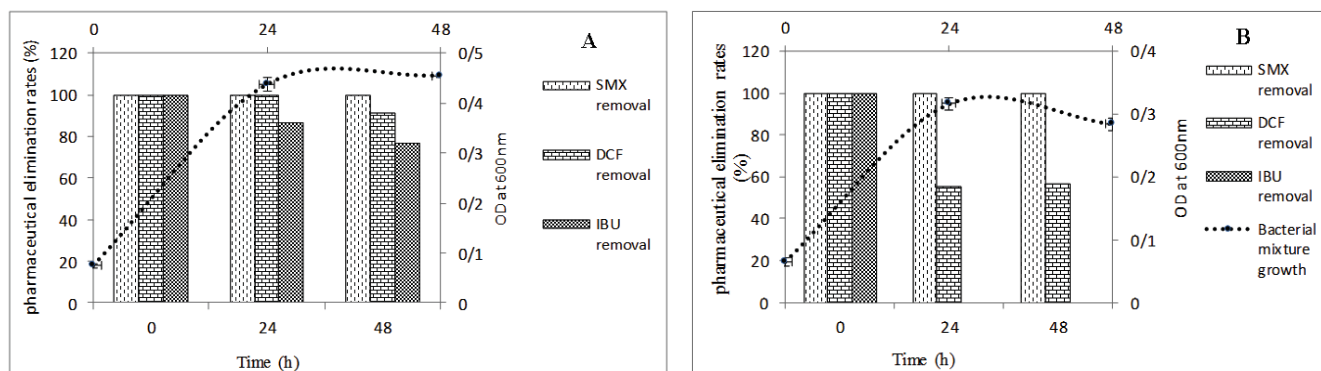 0 24 48
A
pharmaceutical elimination rates (%)
120
100
80
60
40
20
0
0/5
0/4
0/3
0/2
0/1
0
OD at 600nm
0 24 48
Time (h)
SMX
removal
DCF
removal
IBU
removal
0 24 48
B
pharmaceutical elimination rates
(%)
120
100
80
60
40
20
0
0/4
0/3
0/2
0/1
0
OD at 600nm
0 24 48
Time (h)
SMX
removal
DCF
removal
IBU
removal
Bacterial
mixture
growth